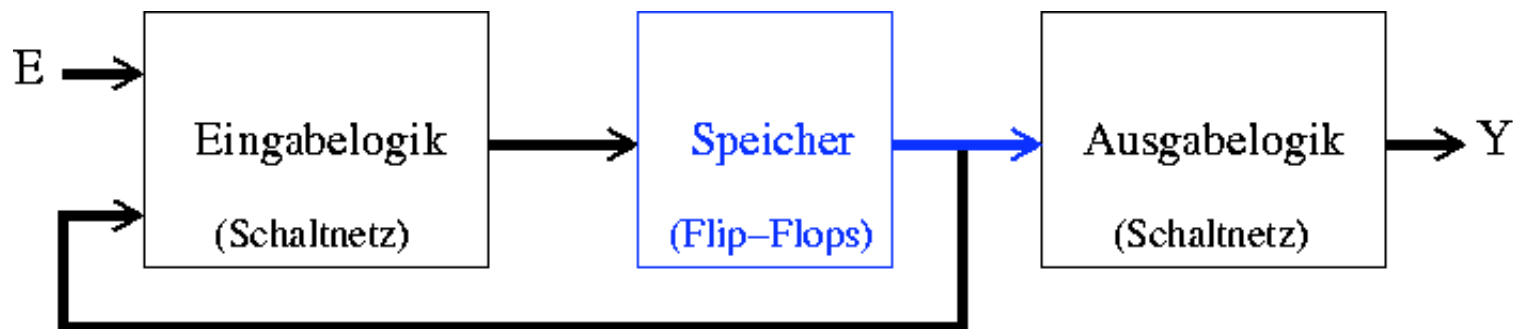 E
Eingabelogik
(Schaltnetz)
Speicher
(Flip–Flops)
Ausgabelogik
(Schaltnetz)
Y